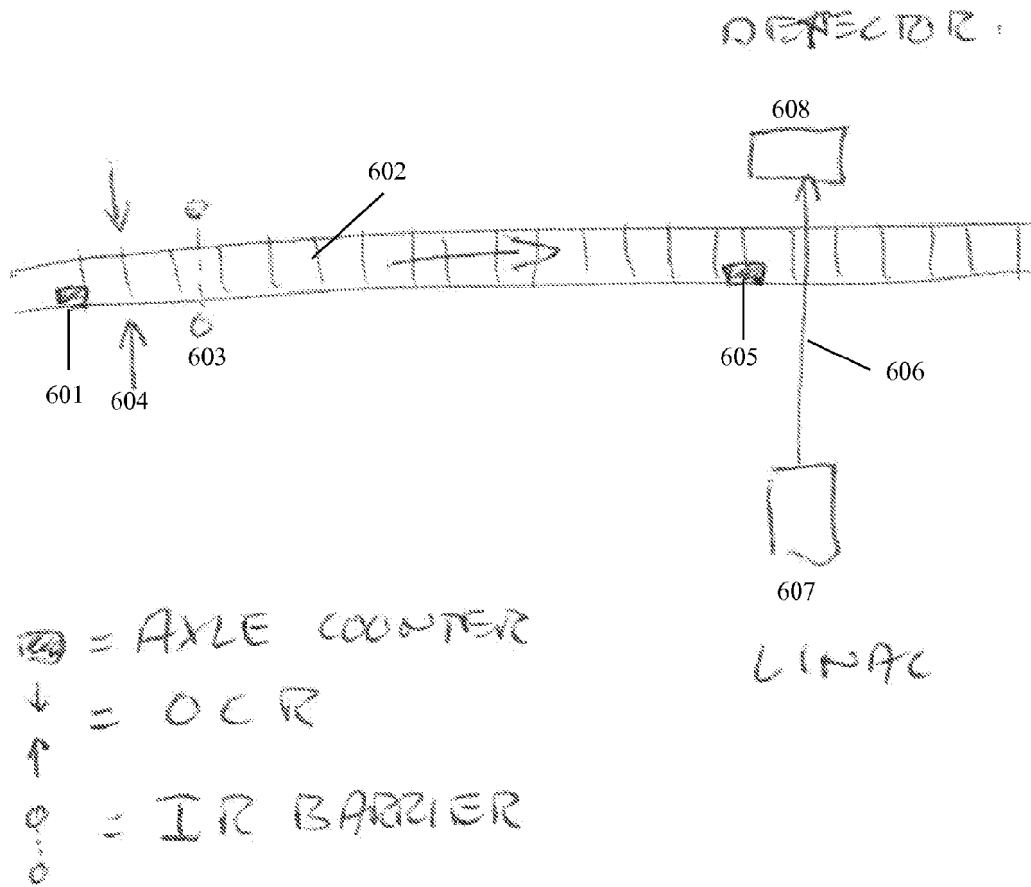 DETECTOR.
608
602
603
601
604
605
606
607
LINAC
= AXLE COUNTER
= OCR
= IR BARRIER